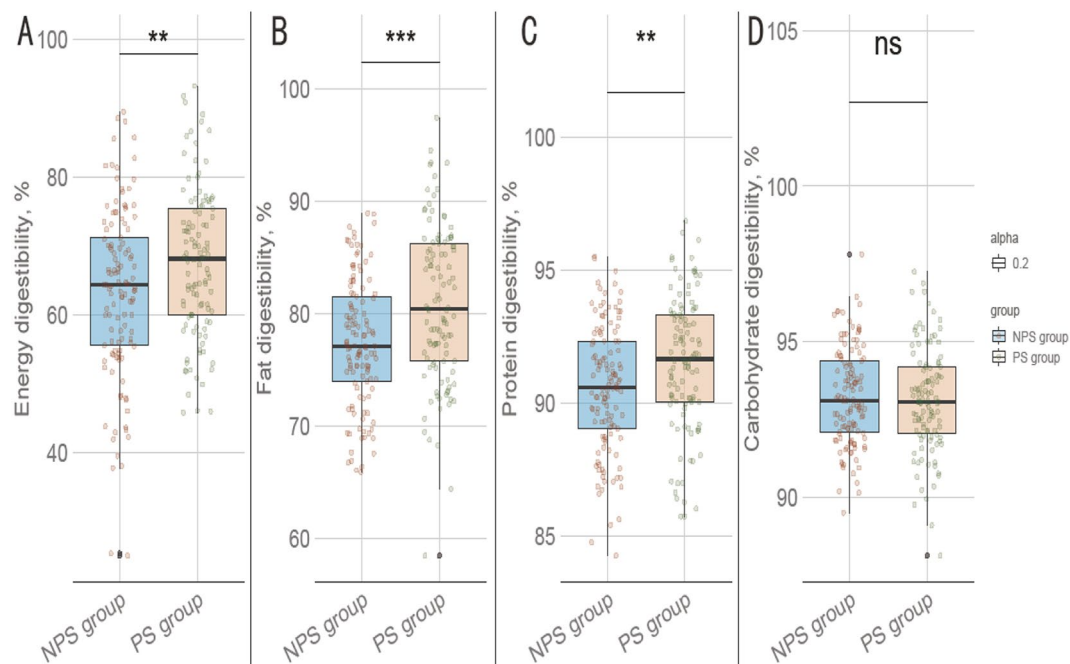 A
**
Energy digestibility, %
100
80
60
40
NPS group
PS group
B
***
Fat digestibility, %
100
90
80
70
60
NPS group
PS group
C
**
Protein digestibility, %
100
95
90
85
NPS group
PS group
D
ns
Carbohydrate digestibility, %
105
100
95
90
NPS group
PS group
alpha
0.2
group
NPS group
PS group